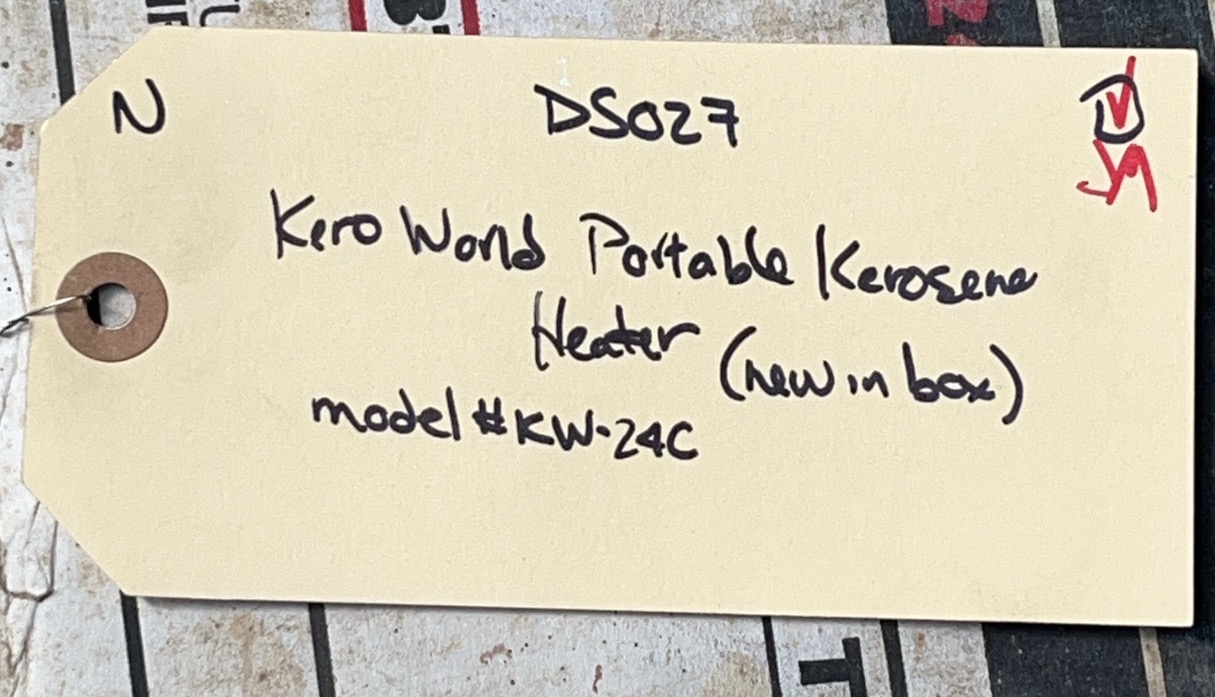 N DS027 D
Kero World Portable Kerosene
Heater (new in box)
model #KW-24C